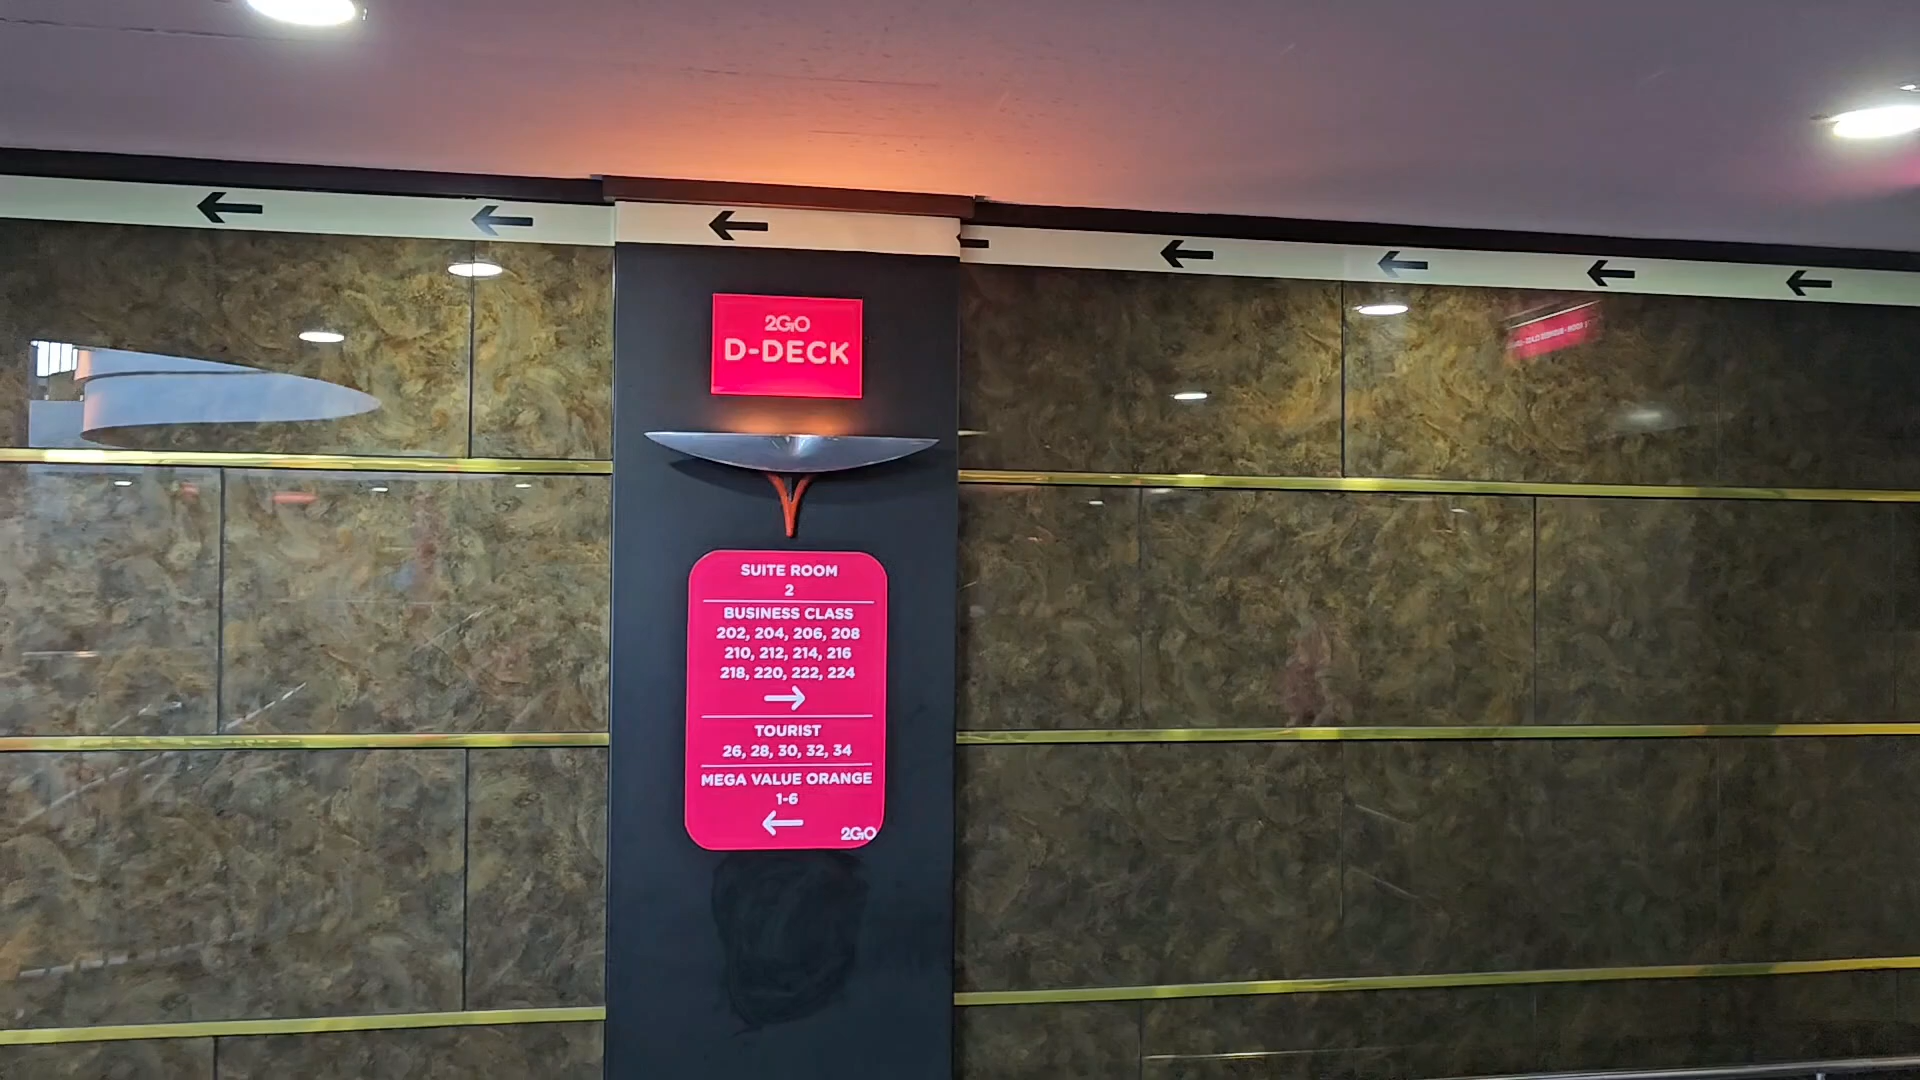 2GO
D-DECK
SUITE ROOM
2
BUSINESS CLASS
202, 204, 206, 208
210, 212, 214, 216
218, 220, 222, 224
TOURIST
26, 28, 30, 32, 34
MEGA VALUE ORANGE
1-6
2GO